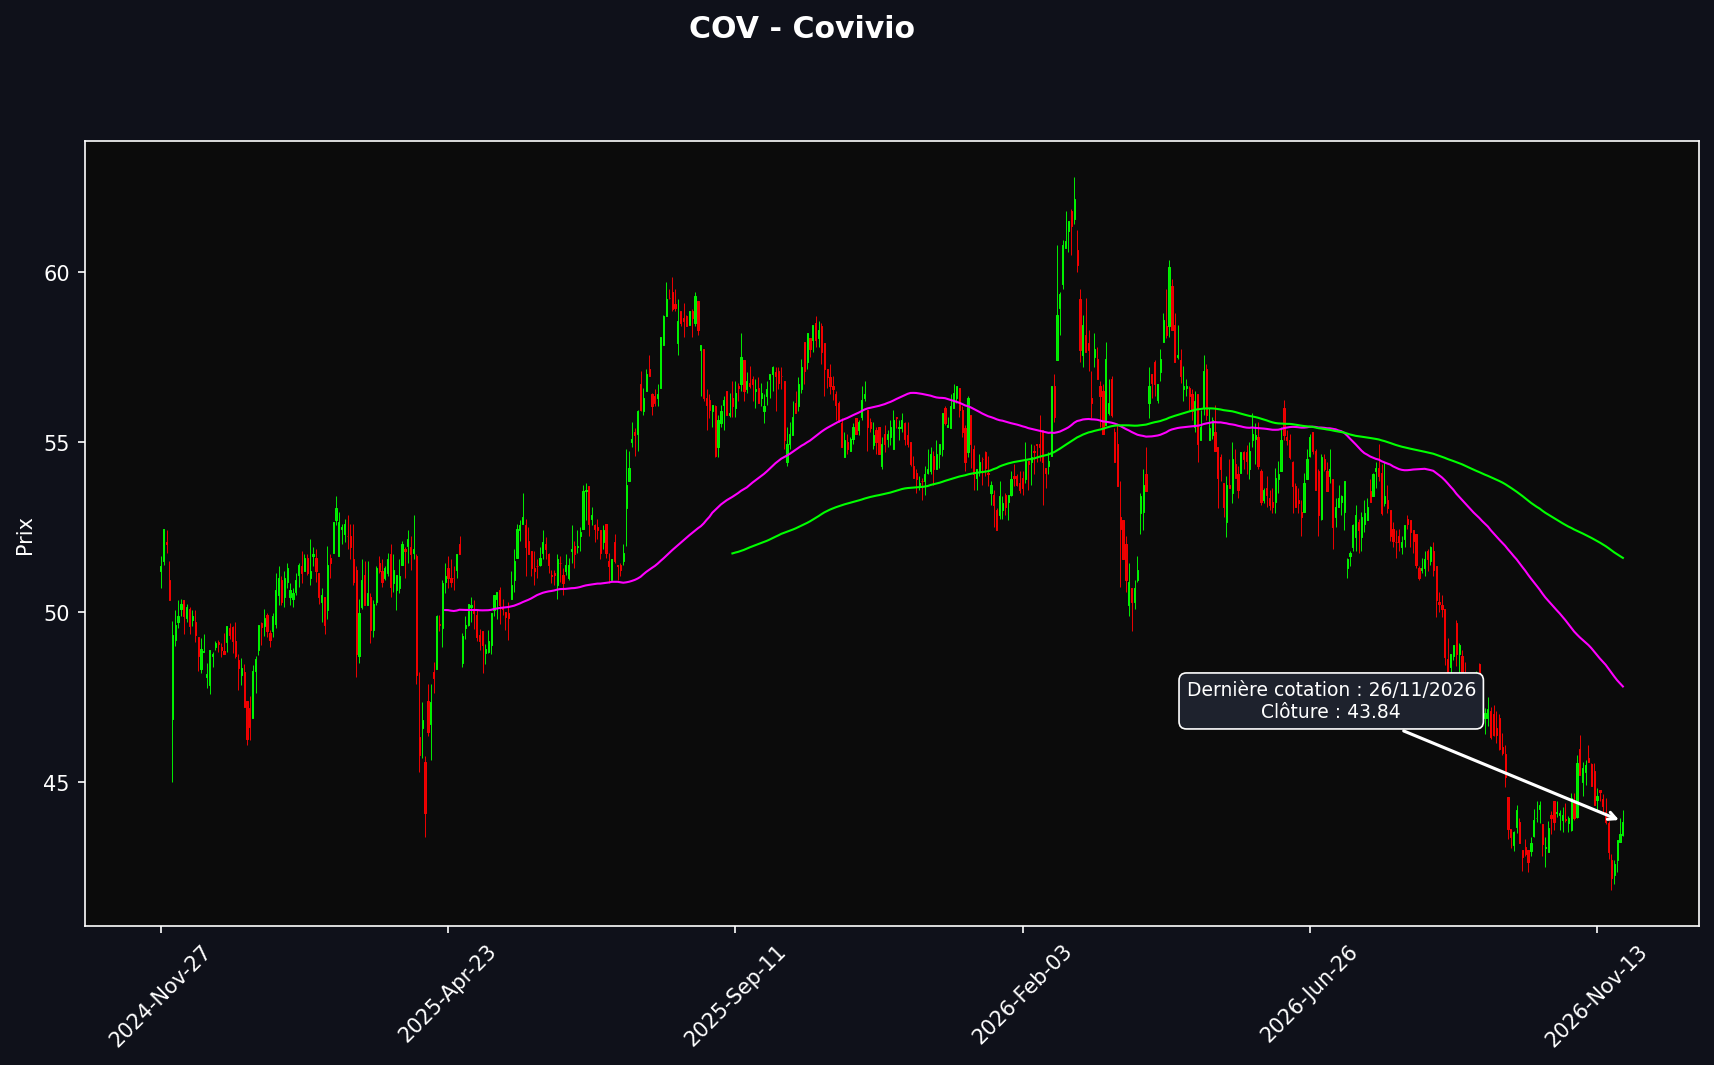 COV - Covivio
Prix
60
55
50
45
Dernière cotation : 26/11/2026
Clôture : 43.84
2024-Nov-27
2025-Apr-23
2025-Sep-11
2026-Feb-03
2026-Jun-26
2026-Nov-13